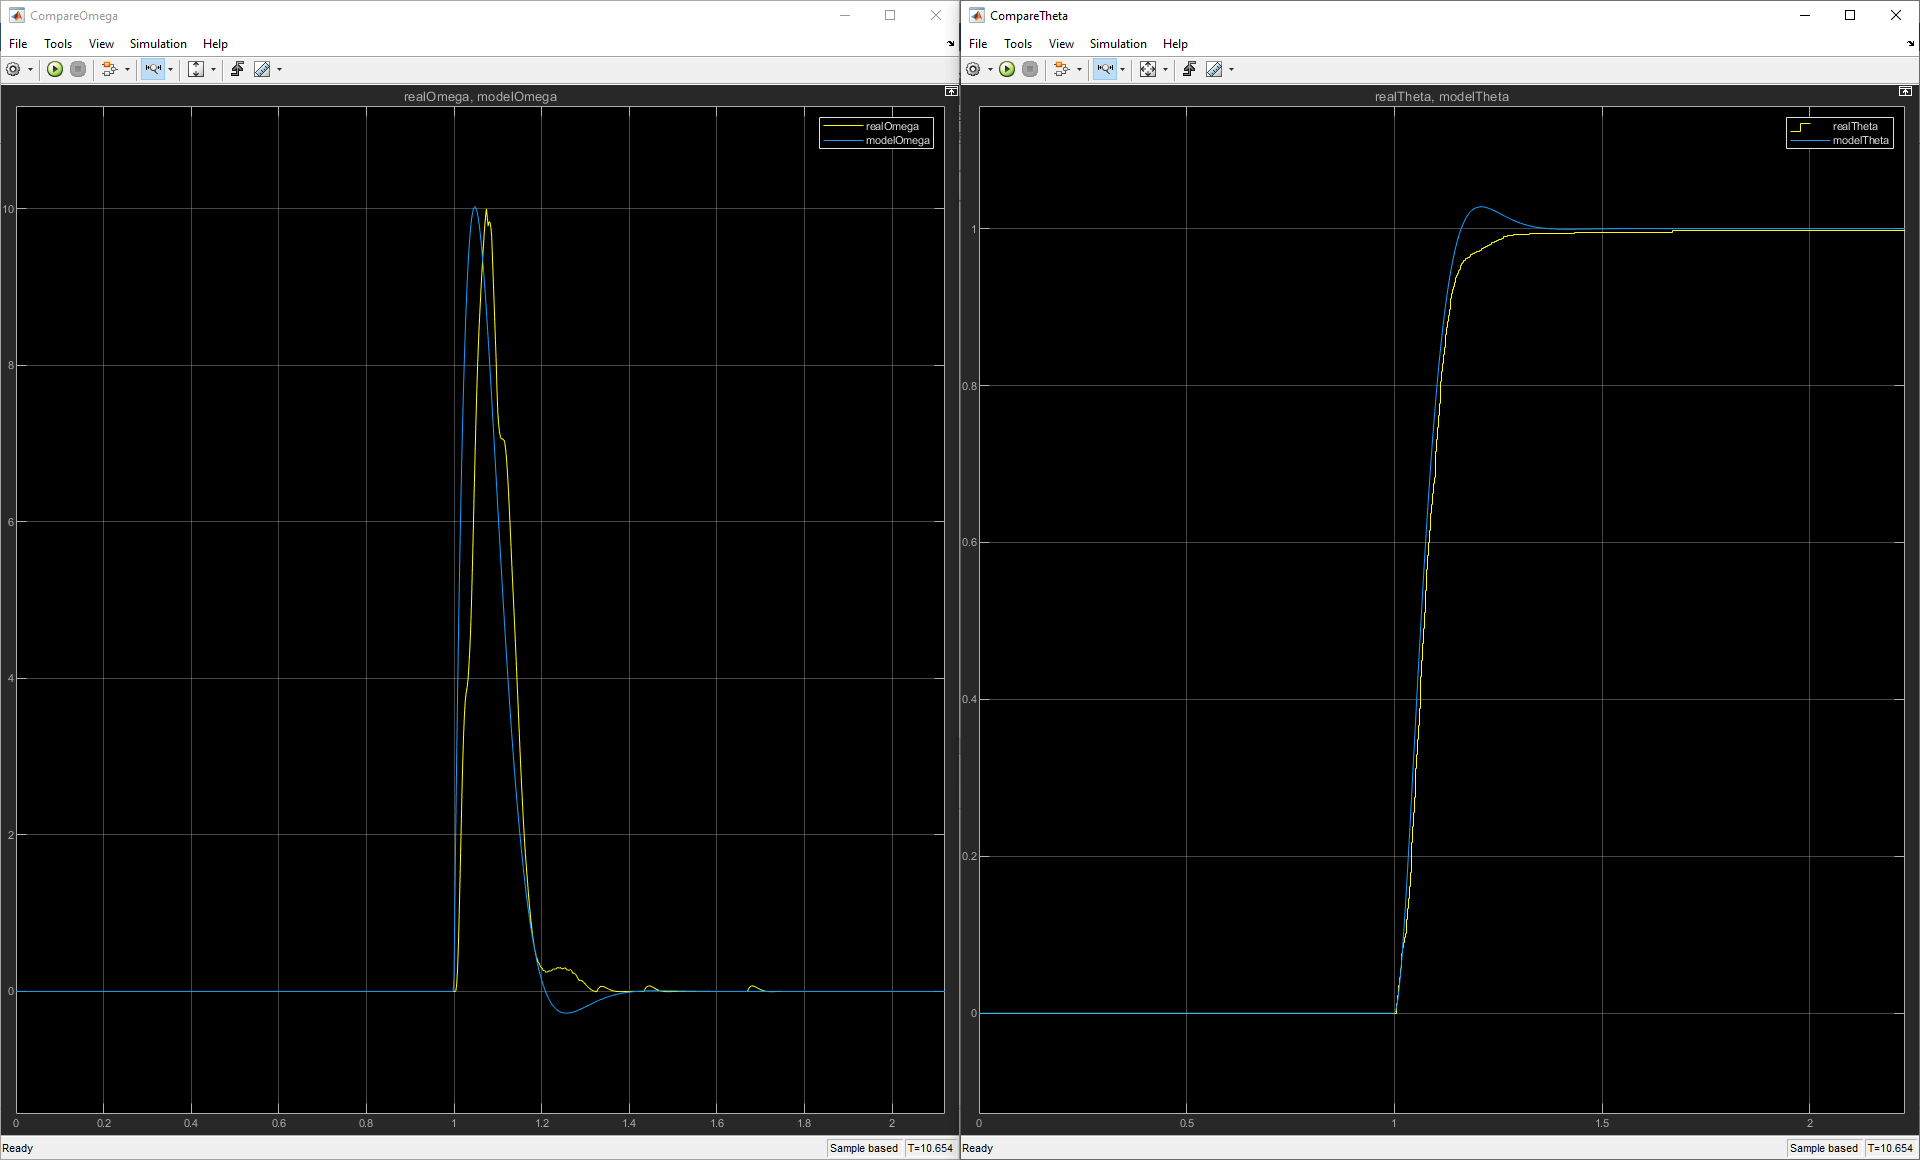 CompareOmega
File Tools View Simulation Help
realOmega, modelOmega
realOmega
modelOmega
10
8
6
4
2
0
0 0.2 0.4 0.6 0.8 1 1.2 1.4 1.6 1.8 2
Ready Sample based T=10.654
CompareTheta
File Tools View Simulation Help
realTheta, modelTheta
realTheta
modelTheta
1
0.8
0.6
0.4
0.2
0
0 0.5 1 1.5 2
Ready Sample based T=10.654